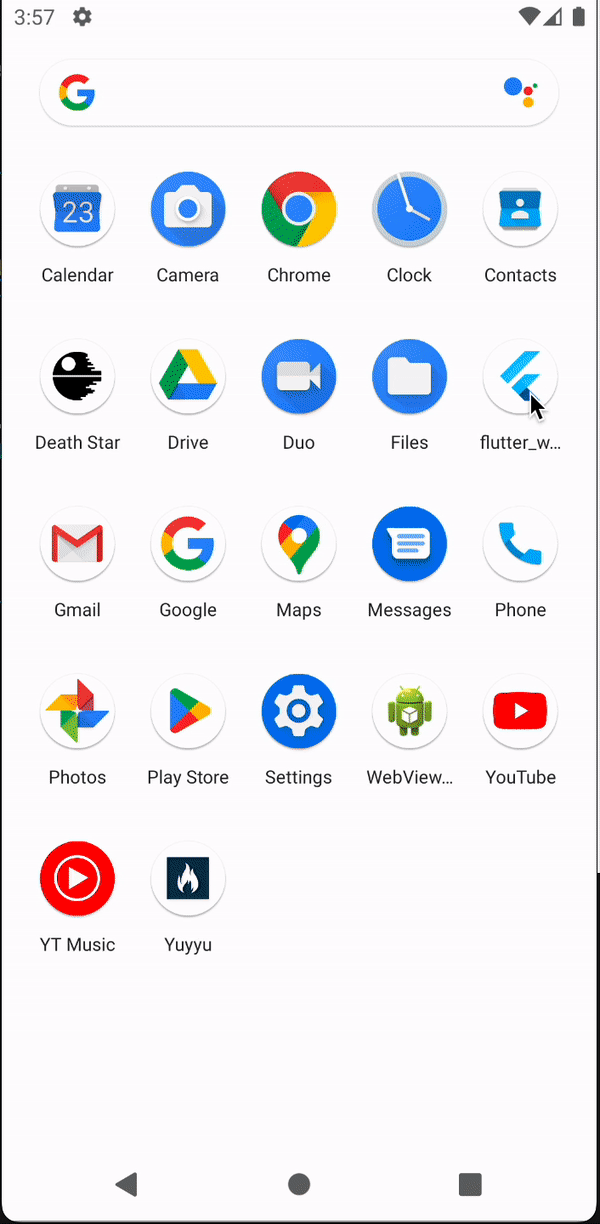 3:57
23
Calendar Camera Chrome Clock Contacts
Death Star Drive Duo Files flutter_w...
Gmail Google Maps Messages Phone
Photos Play Store Settings WebView... YouTube
YT Music Yuyyu